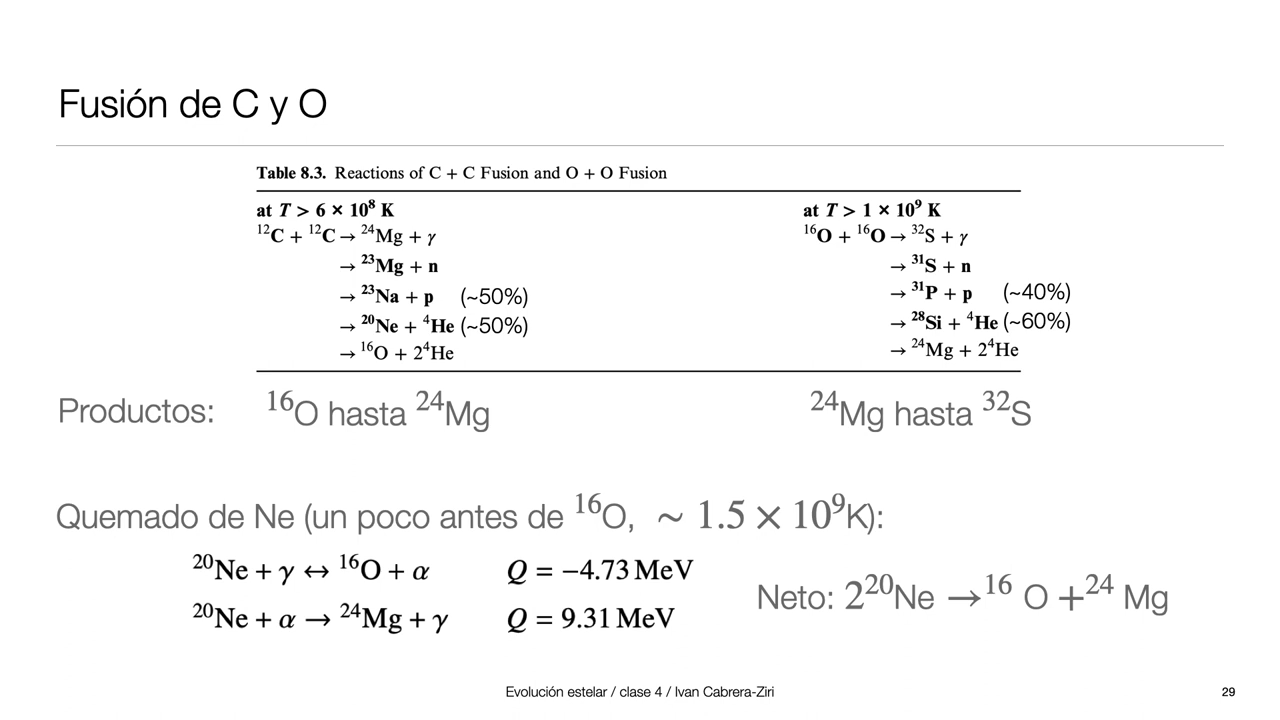 Fusión de C y O
Table 8.3. Reactions of C + C Fusion and O + O Fusion
at T > 6 × 10⁸ K
¹²C + ¹²C → ²⁴Mg + γ
→ ²³Mg + n
→ ²³Na + p (~50%)
→ ²⁰Ne + ⁴He (~50%)
→ ¹⁶O + 2⁴He
at T > 1 × 10⁹ K
¹⁶O + ¹⁶O → ³²S + γ
→ ³¹S + n
→ ³¹P + p (~40%)
→ ²⁸Si + ⁴He (~60%)
→ ²⁴Mg + 2⁴He
Productos: ¹⁶O hasta ²⁴Mg ²⁴Mg hasta ³²S
Quemado de Ne (un poco antes de ¹⁶O, ~ 1.5 × 10⁹K):
²⁰Ne + γ ↔ ¹⁶O + α Q = −4.73 MeV
²⁰Ne + α → ²⁴Mg + γ Q = 9.31 MeV
Neto: 2²⁰Ne →¹⁶ O +²⁴ Mg
Evolución estelar / clase 4 / Ivan Cabrera-Ziri
29